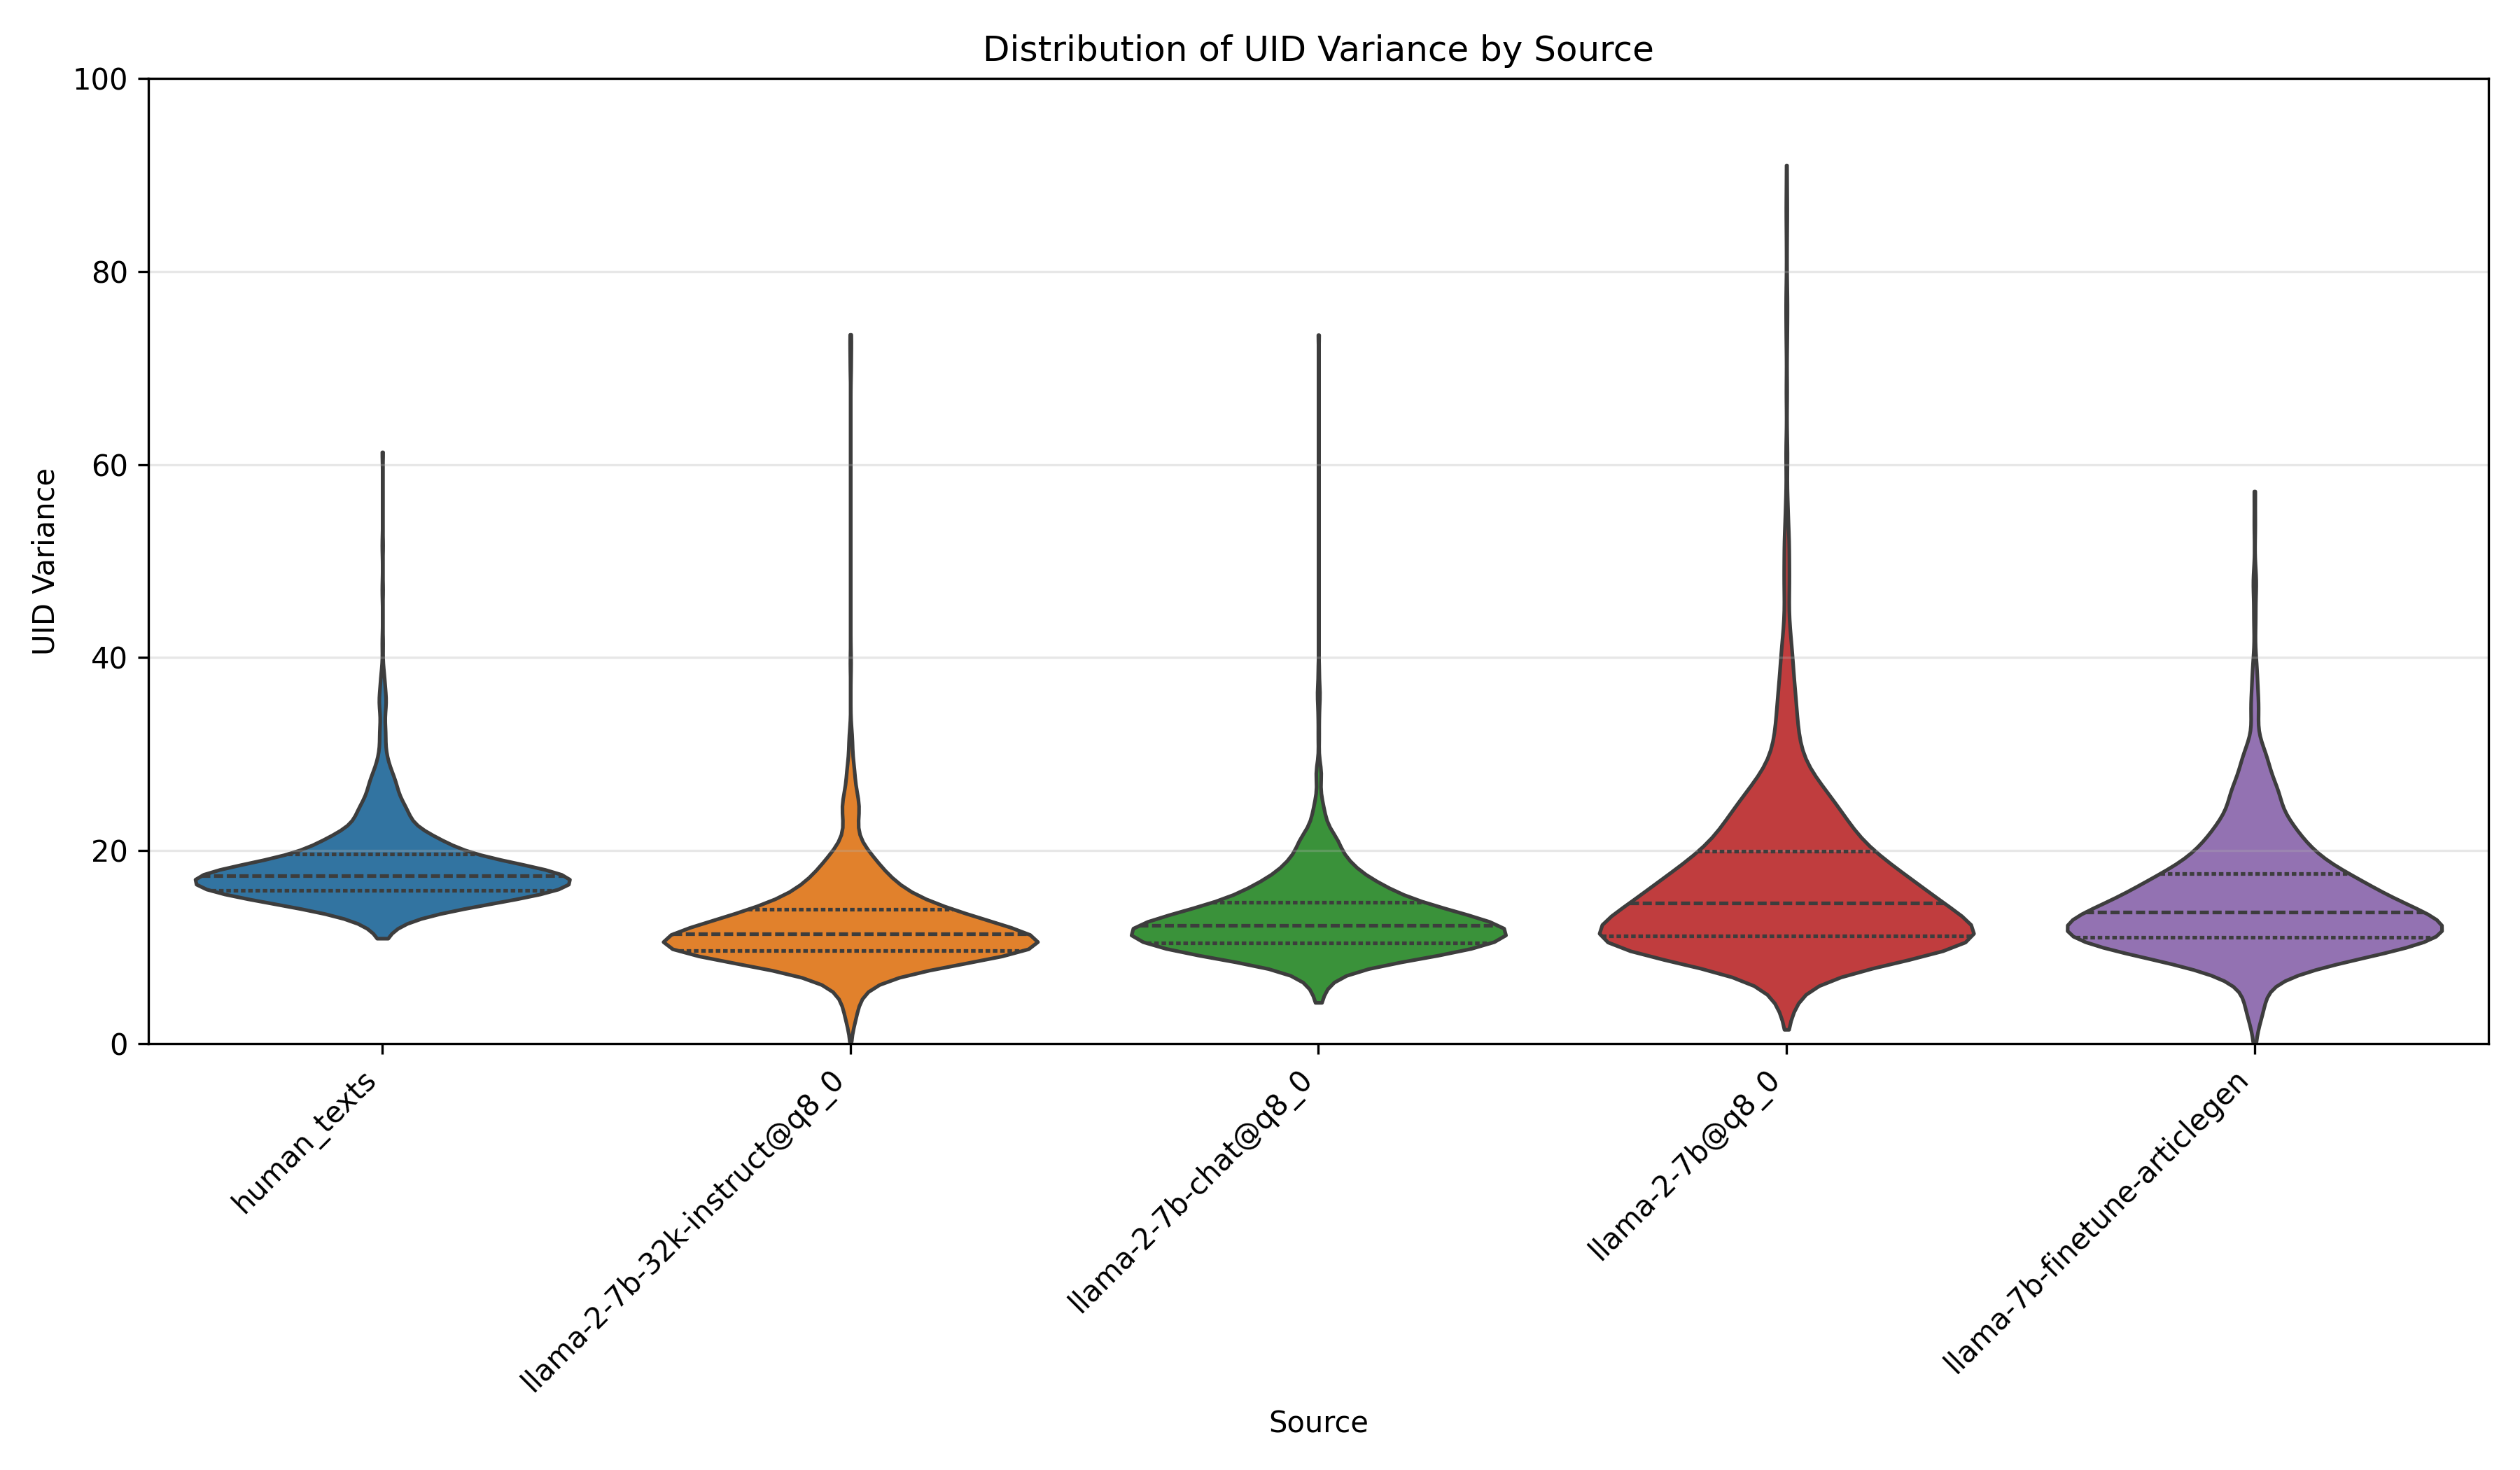 Distribution of UID Variance by Source
100
80
60
40
20
0
UID Variance
human_texts
llama-2-7b-32k-instruct@q8_0
llama-2-7b-chat@q8_0
llama-2-7b@q8_0
llama-7b-finetune-articlegen
Source